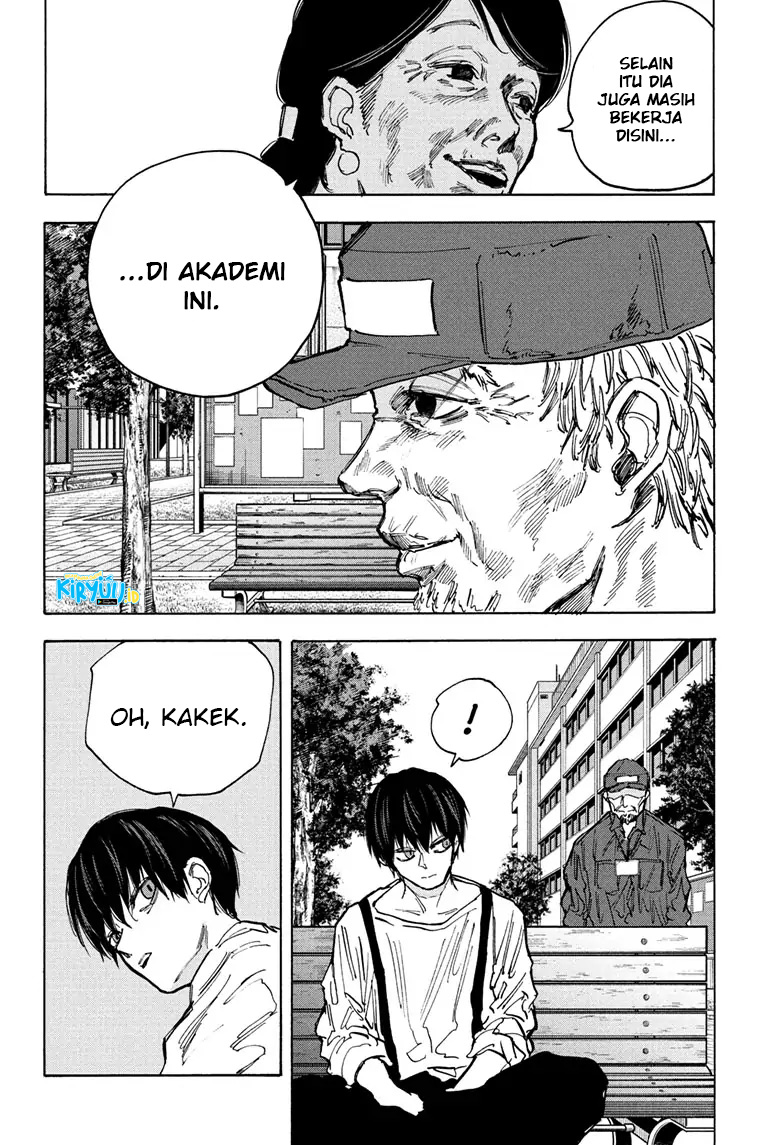 SELAIN
ITU DIA
JUGA MASIH
BEKERJA
DISINI...
...DI AKADEMI
INI.
KIRYUU.ID
OH, KAKEK.
!